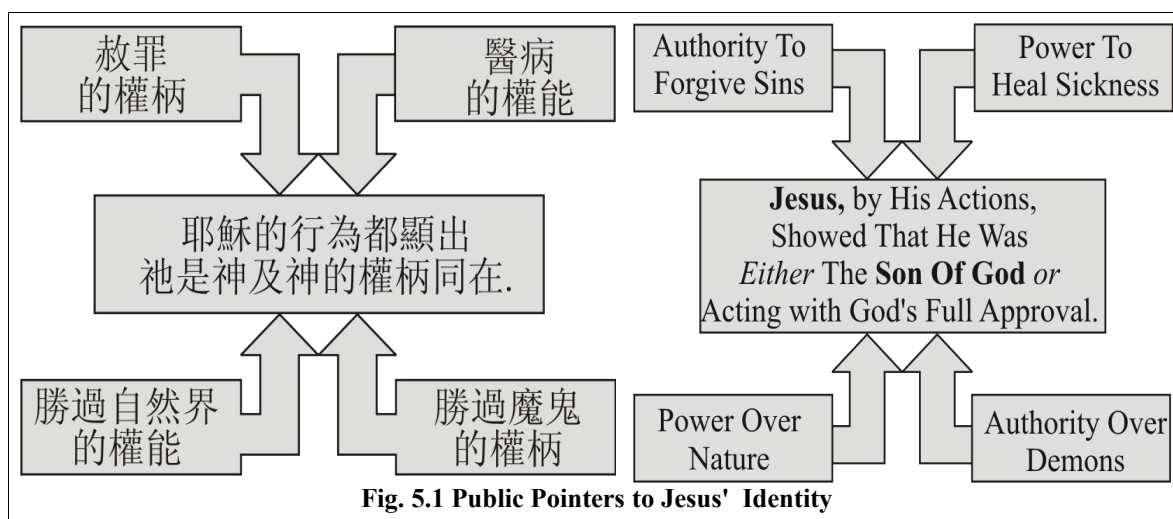 赦罪
的權柄
醫病
的權能
耶穌的行為都顯出
祂是神及神的權柄同在.
勝過自然界
的權能
勝過魔鬼
的權柄
Authority To
Forgive Sins
Power To
Heal Sickness
Jesus, by His Actions,
Showed That He Was
Either The Son Of God or
Acting with God's Full Approval.
Power Over
Nature
Authority Over
Demons
Fig. 5.1 Public Pointers to Jesus' Identity